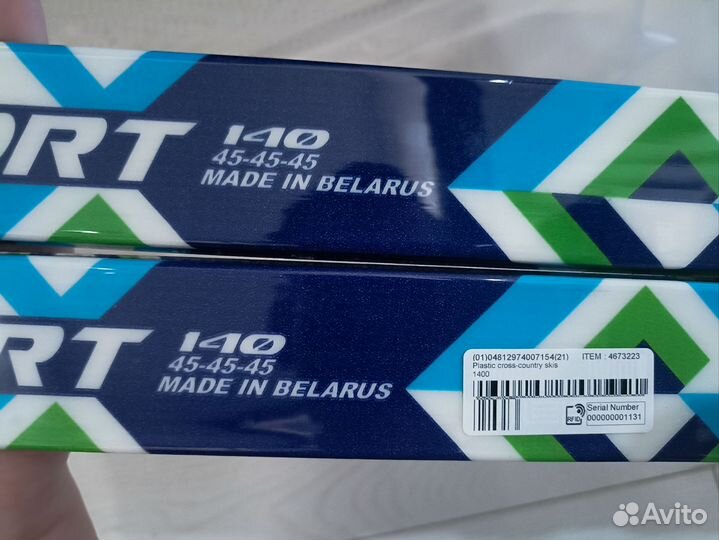 ORT 140
45-45-45
MADE IN BELARUS
ORT 140
45-45-45
MADE IN BELARUS
(01)04812974007154(21) ITEM : 4673223
Plastic cross-country skis
1400
RFID
Serial Number
000000001131
Avito